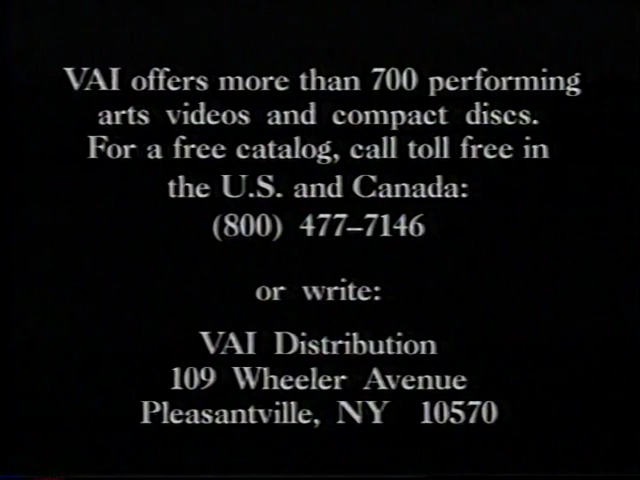 VAI offers more than 700 performing
arts videos and compact discs.
For a free catalog, call toll free in
the U.S. and Canada:
(800) 477–7146
or write:
VAI Distribution
109 Wheeler Avenue
Pleasantville, NY 10570